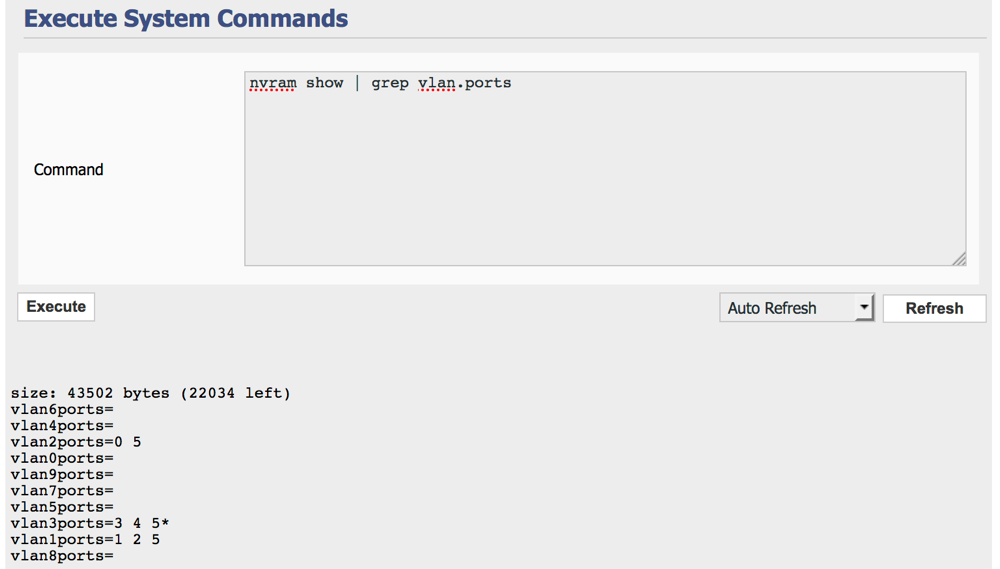 Execute System Commands
nvram show | grep vlan.ports
Command
Execute
Auto Refresh
Refresh
size: 43502 bytes (22034 left)
vlan6ports=
vlan4ports=
vlan2ports=0 5
vlan0ports=
vlan9ports=
vlan7ports=
vlan5ports=
vlan3ports=3 4 5*
vlan1ports=1 2 5
vlan8ports=